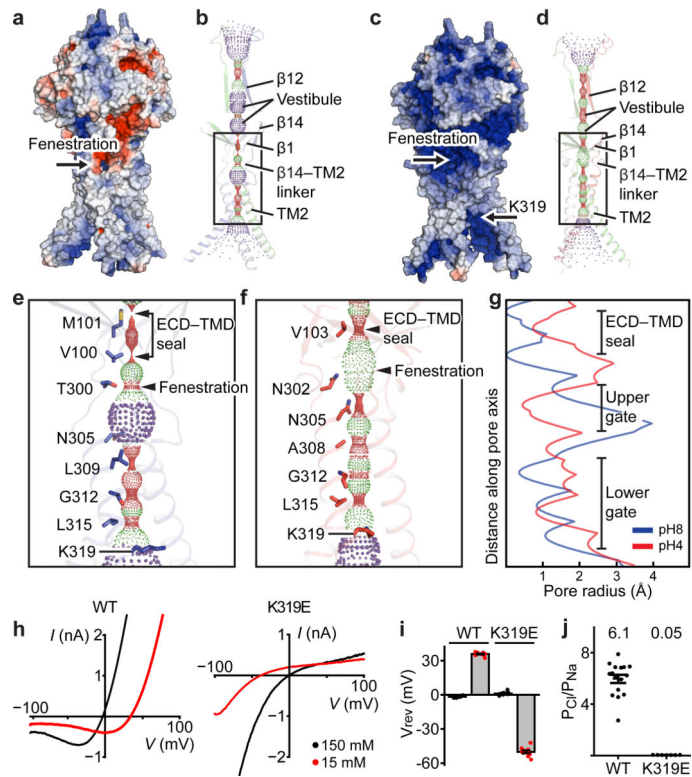 a
b
c
d
Fenestration
β12
Vestibule
β14
β1
β14–TM2
linker
TM2
Fenestration
K319
β12
Vestibule
β14
β1
β14–TM2
linker
TM2
e
M101
ECD–TMD
seal
V100
T300
Fenestration
N305
L309
G312
L315
K319
f
V103
ECD–TMD
seal
Fenestration
N302
N305
A308
G312
L315
K319
g
Distance along pore axis
ECD–TMD
seal
Upper
gate
Lower
gate
pH8
pH4
1 2 3 4 5
Pore radius (Å)
h
WT
I (nA)
2
1
−100
100
V (mV)
−1
K319E
I (nA)
1
−100
100
V (mV)
−1
−2
150 mM
15 mM
i
WT K319E
Vrev (mV)
30
0
−30
−60
j
6.1 0.05
PCl/PNa
8
4
0
WT K319E